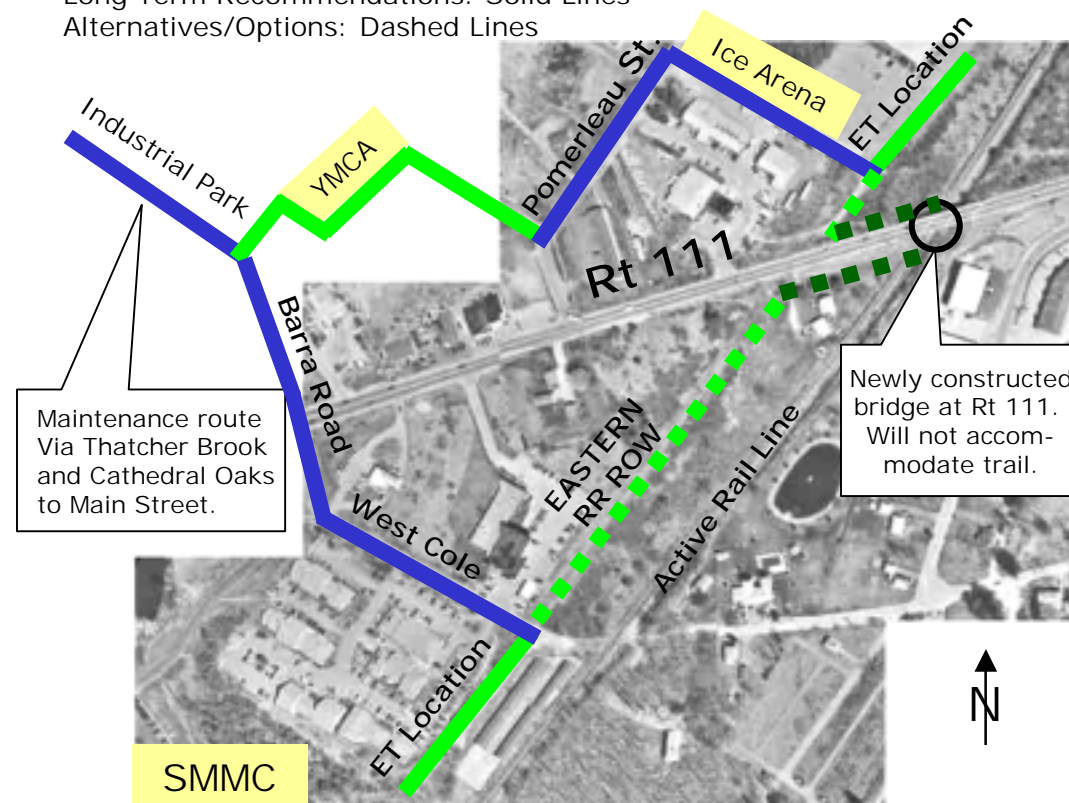 Long Term Recommendations: Solid Lines
Alternatives/Options: Dashed Lines
Industrial Park
YMCA
Pomerleau St.
Ice Arena
ET Location
Rt 111
Barra Road
Newly constructed
bridge at Rt 111.
Will not accom-
modate trail.
Maintenance route
Via Thatcher Brook
and Cathedral Oaks
to Main Street.
EASTERN
RR ROW
Active Rail Line
West Cole
ET Location
SMMC
N